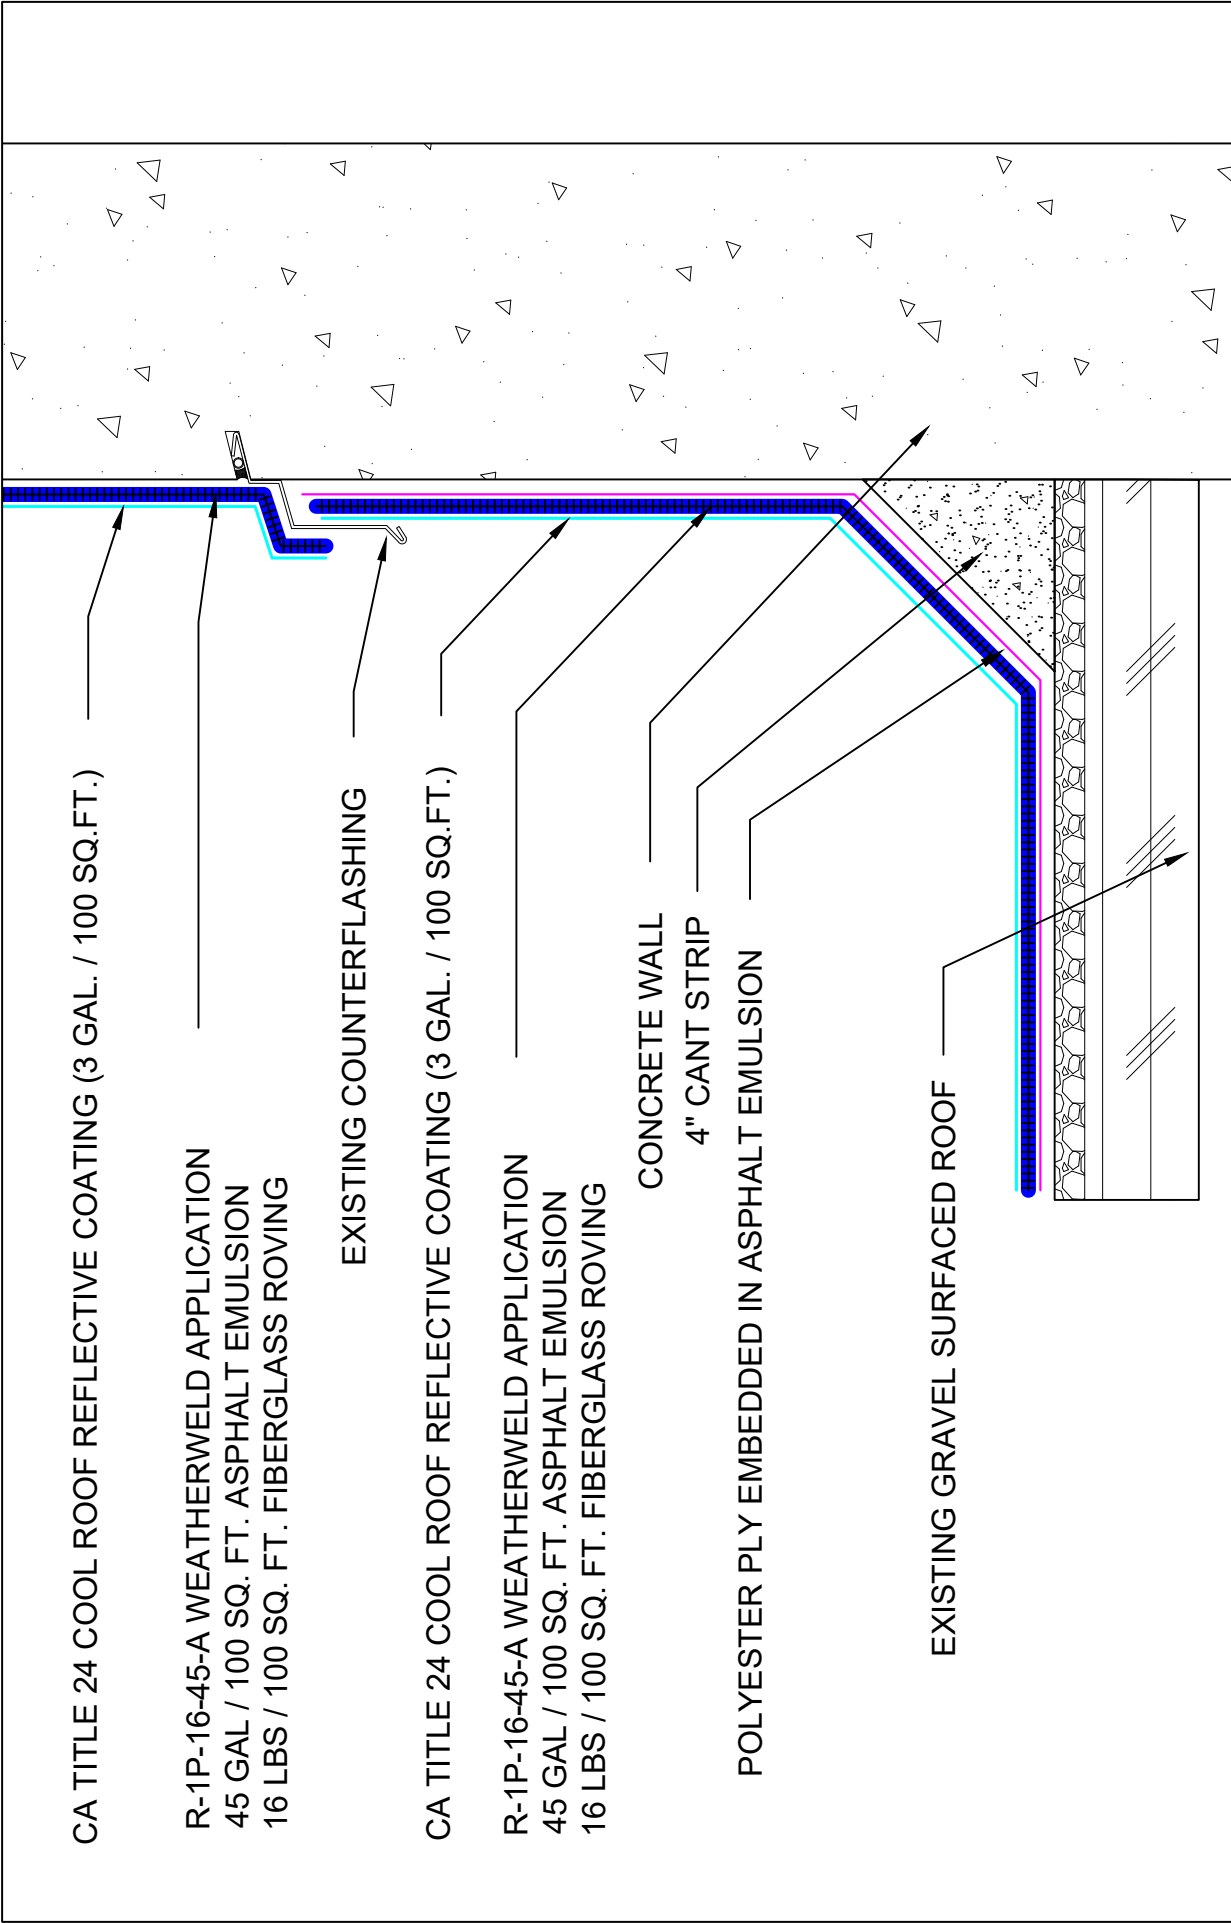 CA TITLE 24 COOL ROOF REFLECTIVE COATING (3 GAL. / 100 SQ.FT.)
R-1P-16-45-A WEATHERWELD APPLICATION
45 GAL / 100 SQ. FT. ASPHALT EMULSION
16 LBS / 100 SQ. FT. FIBERGLASS ROVING
EXISTING COUNTERFLASHING
CA TITLE 24 COOL ROOF REFLECTIVE COATING (3 GAL. / 100 SQ.FT.)
R-1P-16-45-A WEATHERWELD APPLICATION
45 GAL / 100 SQ. FT. ASPHALT EMULSION
16 LBS / 100 SQ. FT. FIBERGLASS ROVING
CONCRETE WALL
4" CANT STRIP
POLYESTER PLY EMBEDDED IN ASPHALT EMULSION
EXISTING GRAVEL SURFACED ROOF